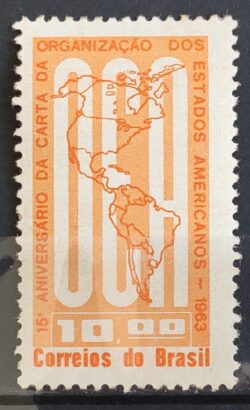 15º ANIVERSÁRIO DA CARTA DA ORGANIZAÇÃO DOS ESTADOS AMERICANOS - 1963
OEA
10,00
Correios do Brasil